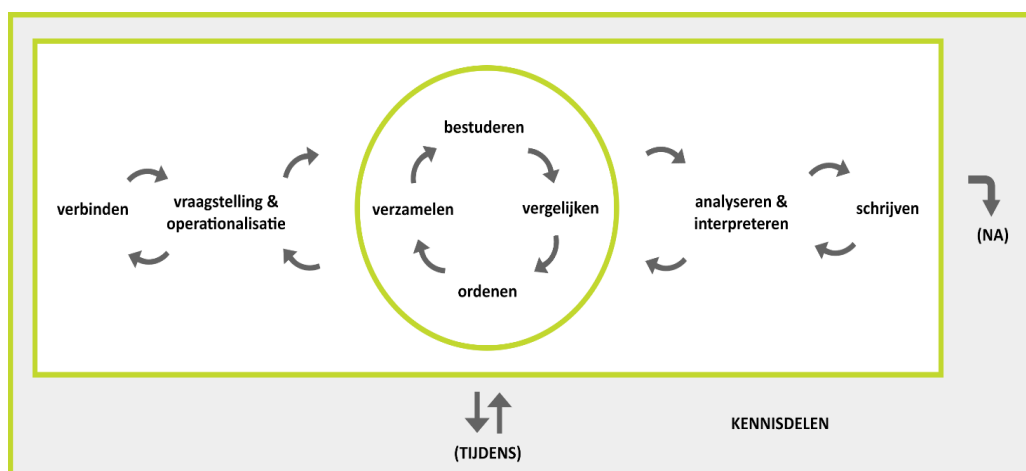 verbinden
vraagstelling &
operationalisatie
bestuderen
verzamelen
vergelijken
ordenen
analyseren &
interpreteren
schrijven
(NA)
(TIJDENS)
KENNISDELEN